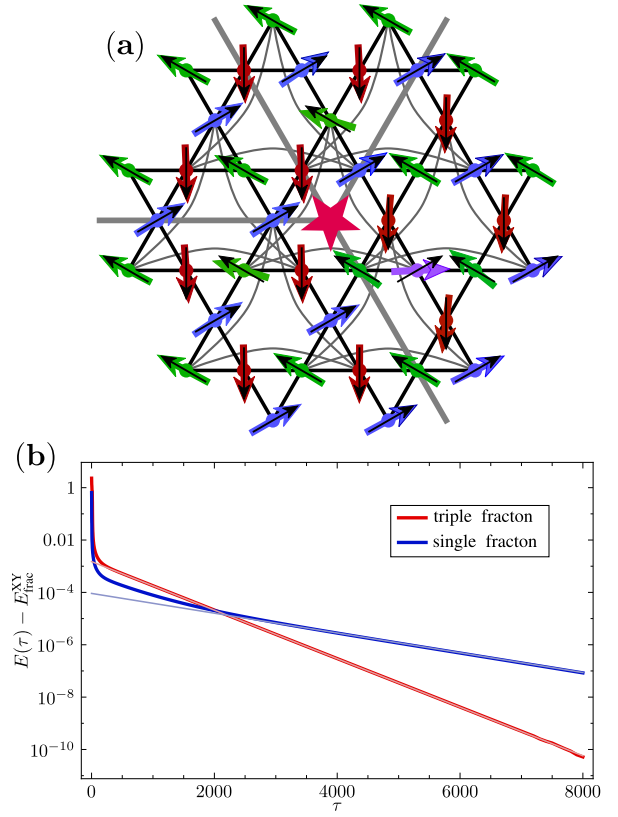 (a)
(b)
1
0.01
10⁻⁴
10⁻⁶
10⁻⁸
10⁻¹⁰
E(τ) − E^XY_frac
triple fracton
single fracton
0 2000 4000 6000 8000
τ